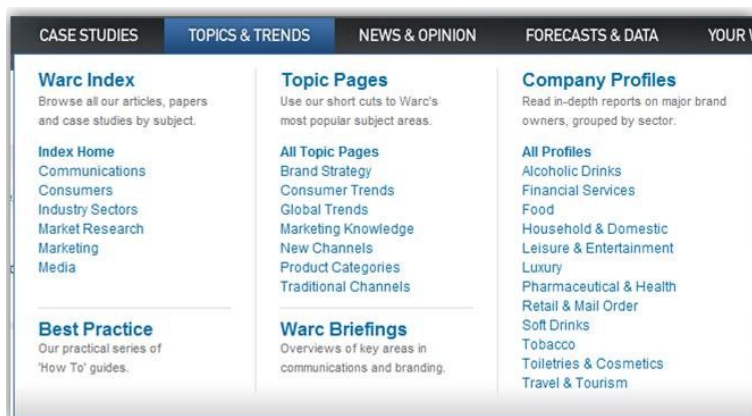 CASE STUDIES
TOPICS & TRENDS
NEWS & OPINION
FORECASTS & DATA
YOUR
Warc Index
Browse all our articles, papers
and case studies by subject.
Index Home
Communications
Consumers
Industry Sectors
Market Research
Marketing
Media
Best Practice
Our practical series of
'How To' guides.
Topic Pages
Use our short cuts to Warc's
most popular subject areas.
All Topic Pages
Brand Strategy
Consumer Trends
Global Trends
Marketing Knowledge
New Channels
Product Categories
Traditional Channels
Warc Briefings
Overviews of key areas in
communications and branding.
Company Profiles
Read in-depth reports on major brand
owners, grouped by sector.
All Profiles
Alcoholic Drinks
Financial Services
Food
Household & Domestic
Leisure & Entertainment
Luxury
Pharmaceutical & Health
Retail & Mail Order
Soft Drinks
Tobacco
Toiletries & Cosmetics
Travel & Tourism